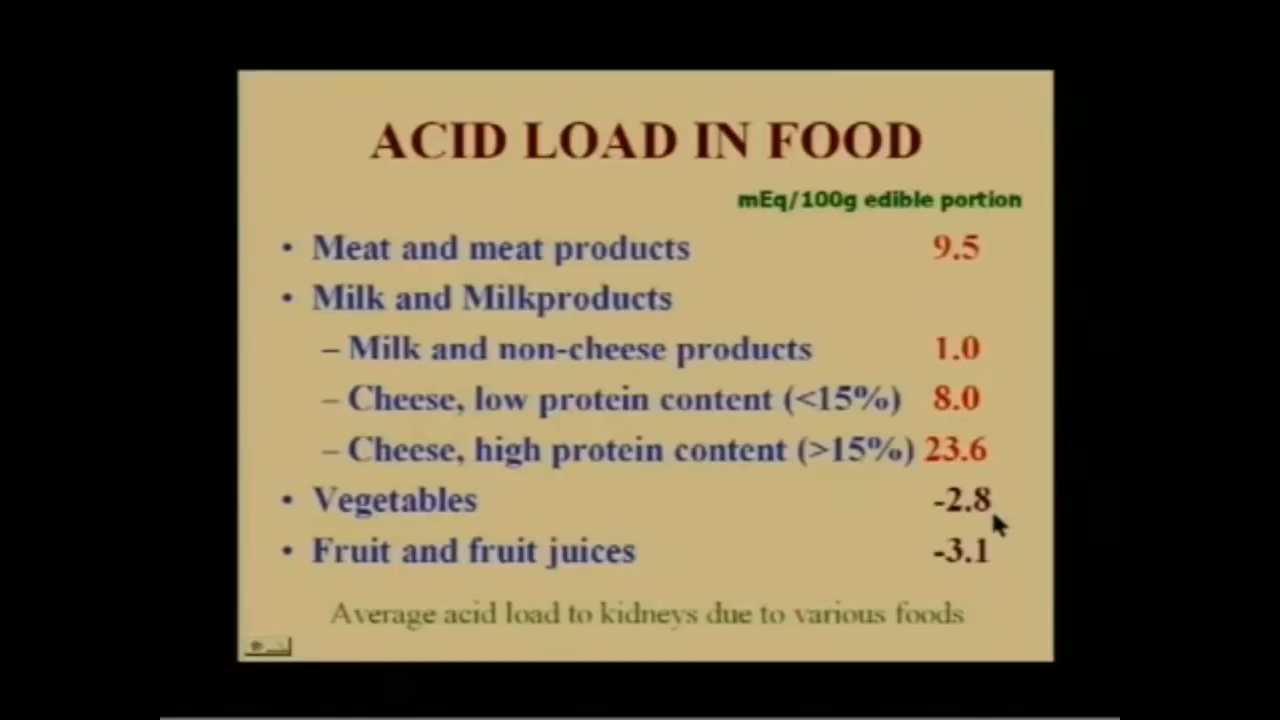 ACID LOAD IN FOOD
mEq/100g edible portion
• Meat and meat products 9.5
• Milk and Milkproducts
– Milk and non-cheese products 1.0
– Cheese, low protein content (<15%) 8.0
– Cheese, high protein content (>15%) 23.6
• Vegetables -2.8
• Fruit and fruit juices -3.1
Average acid load to kidneys due to various foods